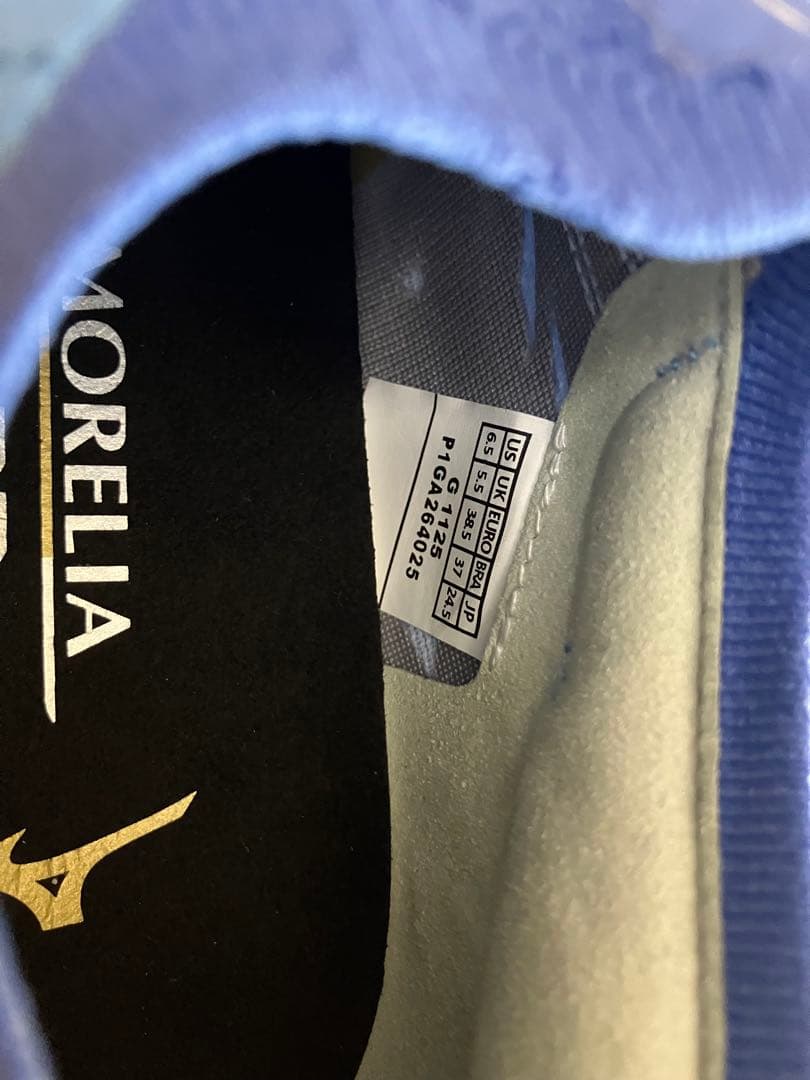 MORELIA
US UK EURO BRA JP
6.5 5.5 38.5 37 24.5
G 1125
P1GA264025